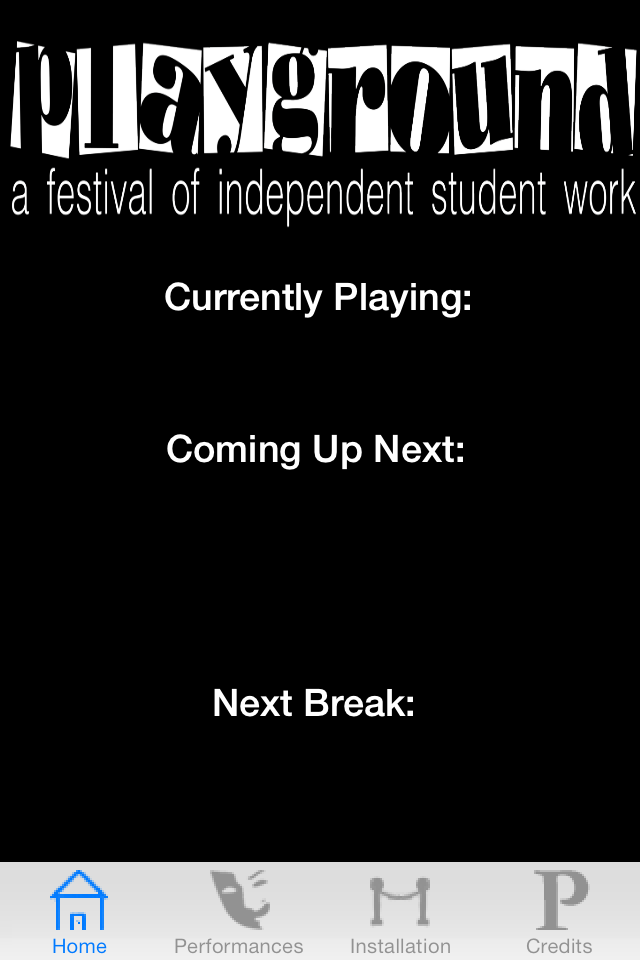 playground
a festival of independent student work
Currently Playing:
Coming Up Next:
Next Break:
Home
Performances
Installation
P
Credits